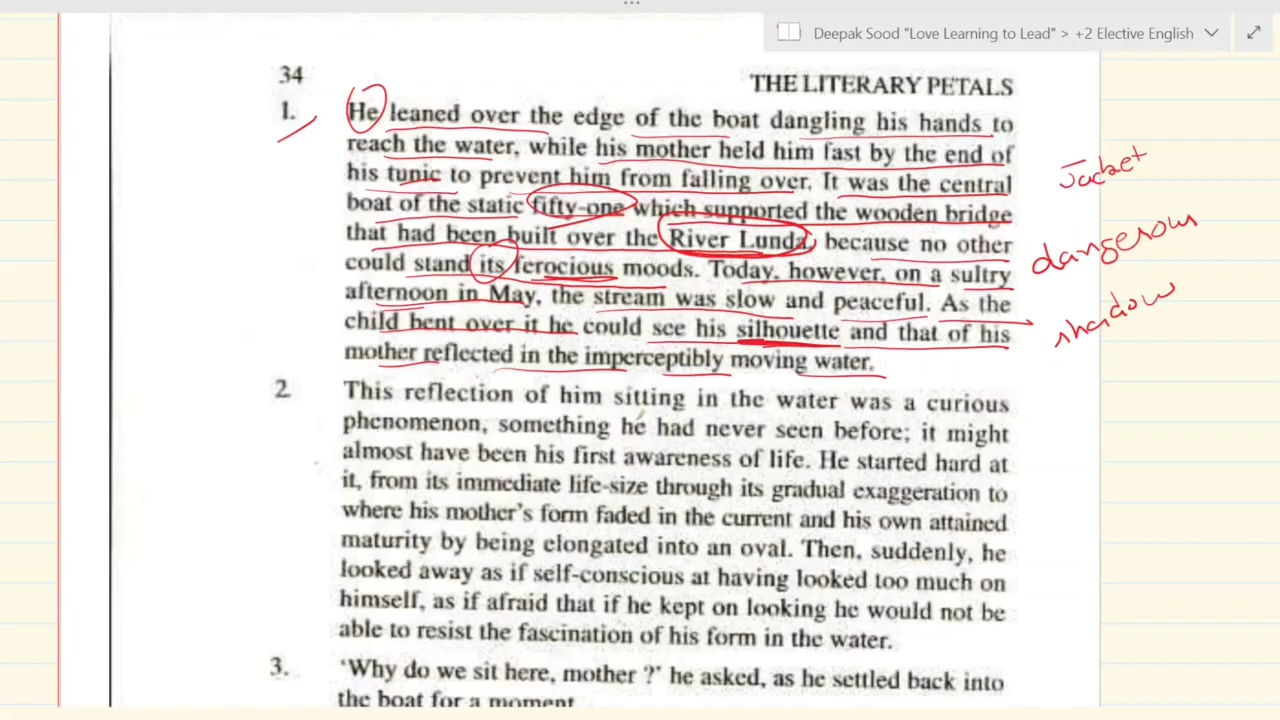 Deepak Sood "Love Learning to Lead" > +2 Elective English
34
THE LITERARY PETALS
1. He leaned over the edge of the boat dangling his hands to
reach the water, while his mother held him fast by the end of
his tunic to prevent him from falling over. It was the central
boat of the static fifty-one which supported the wooden bridge
that had been built over the River Lunda, because no other
could stand its ferocious moods. Today, however, on a sultry
afternoon in May, the stream was slow and peaceful. As the
child bent over it he could see his silhouette and that of his
mother reflected in the imperceptibly moving water.
Jacket
dangerous
shadow
2. This reflection of him sitting in the water was a curious
phenomenon, something he had never seen before; it might
almost have been his first awareness of life. He started hard at
it, from its immediate life-size through its gradual exaggeration to
where his mother's form faded in the current and his own attained
maturity by being elongated into an oval. Then, suddenly, he
looked away as if self-conscious at having looked too much on
himself, as if afraid that if he kept on looking he would not be
able to resist the fascination of his form in the water.
3. 'Why do we sit here, mother ?' he asked, as he settled back into
the boat for a moment